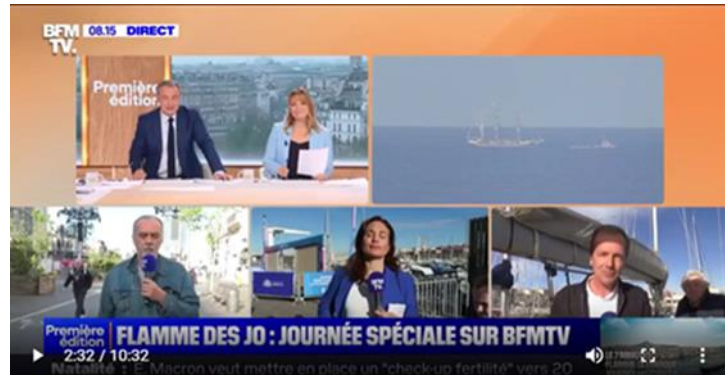 BFM
TV.
08.15 DIRECT
Première
édition
Première
édition
FLAMME DES JO : JOURNÉE SPÉCIALE SUR BFMTV
Natalité : E. Macron veut mettre en place un "check-up fertilité" vers 20
2:32 / 10:32